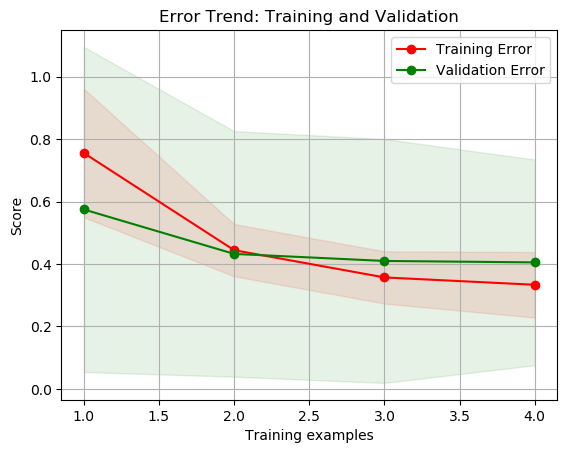 Error Trend: Training and Validation
Training Error
Validation Error
Score
1.0
0.8
0.6
0.4
0.2
0.0
1.0 1.5 2.0 2.5 3.0 3.5 4.0
Training examples